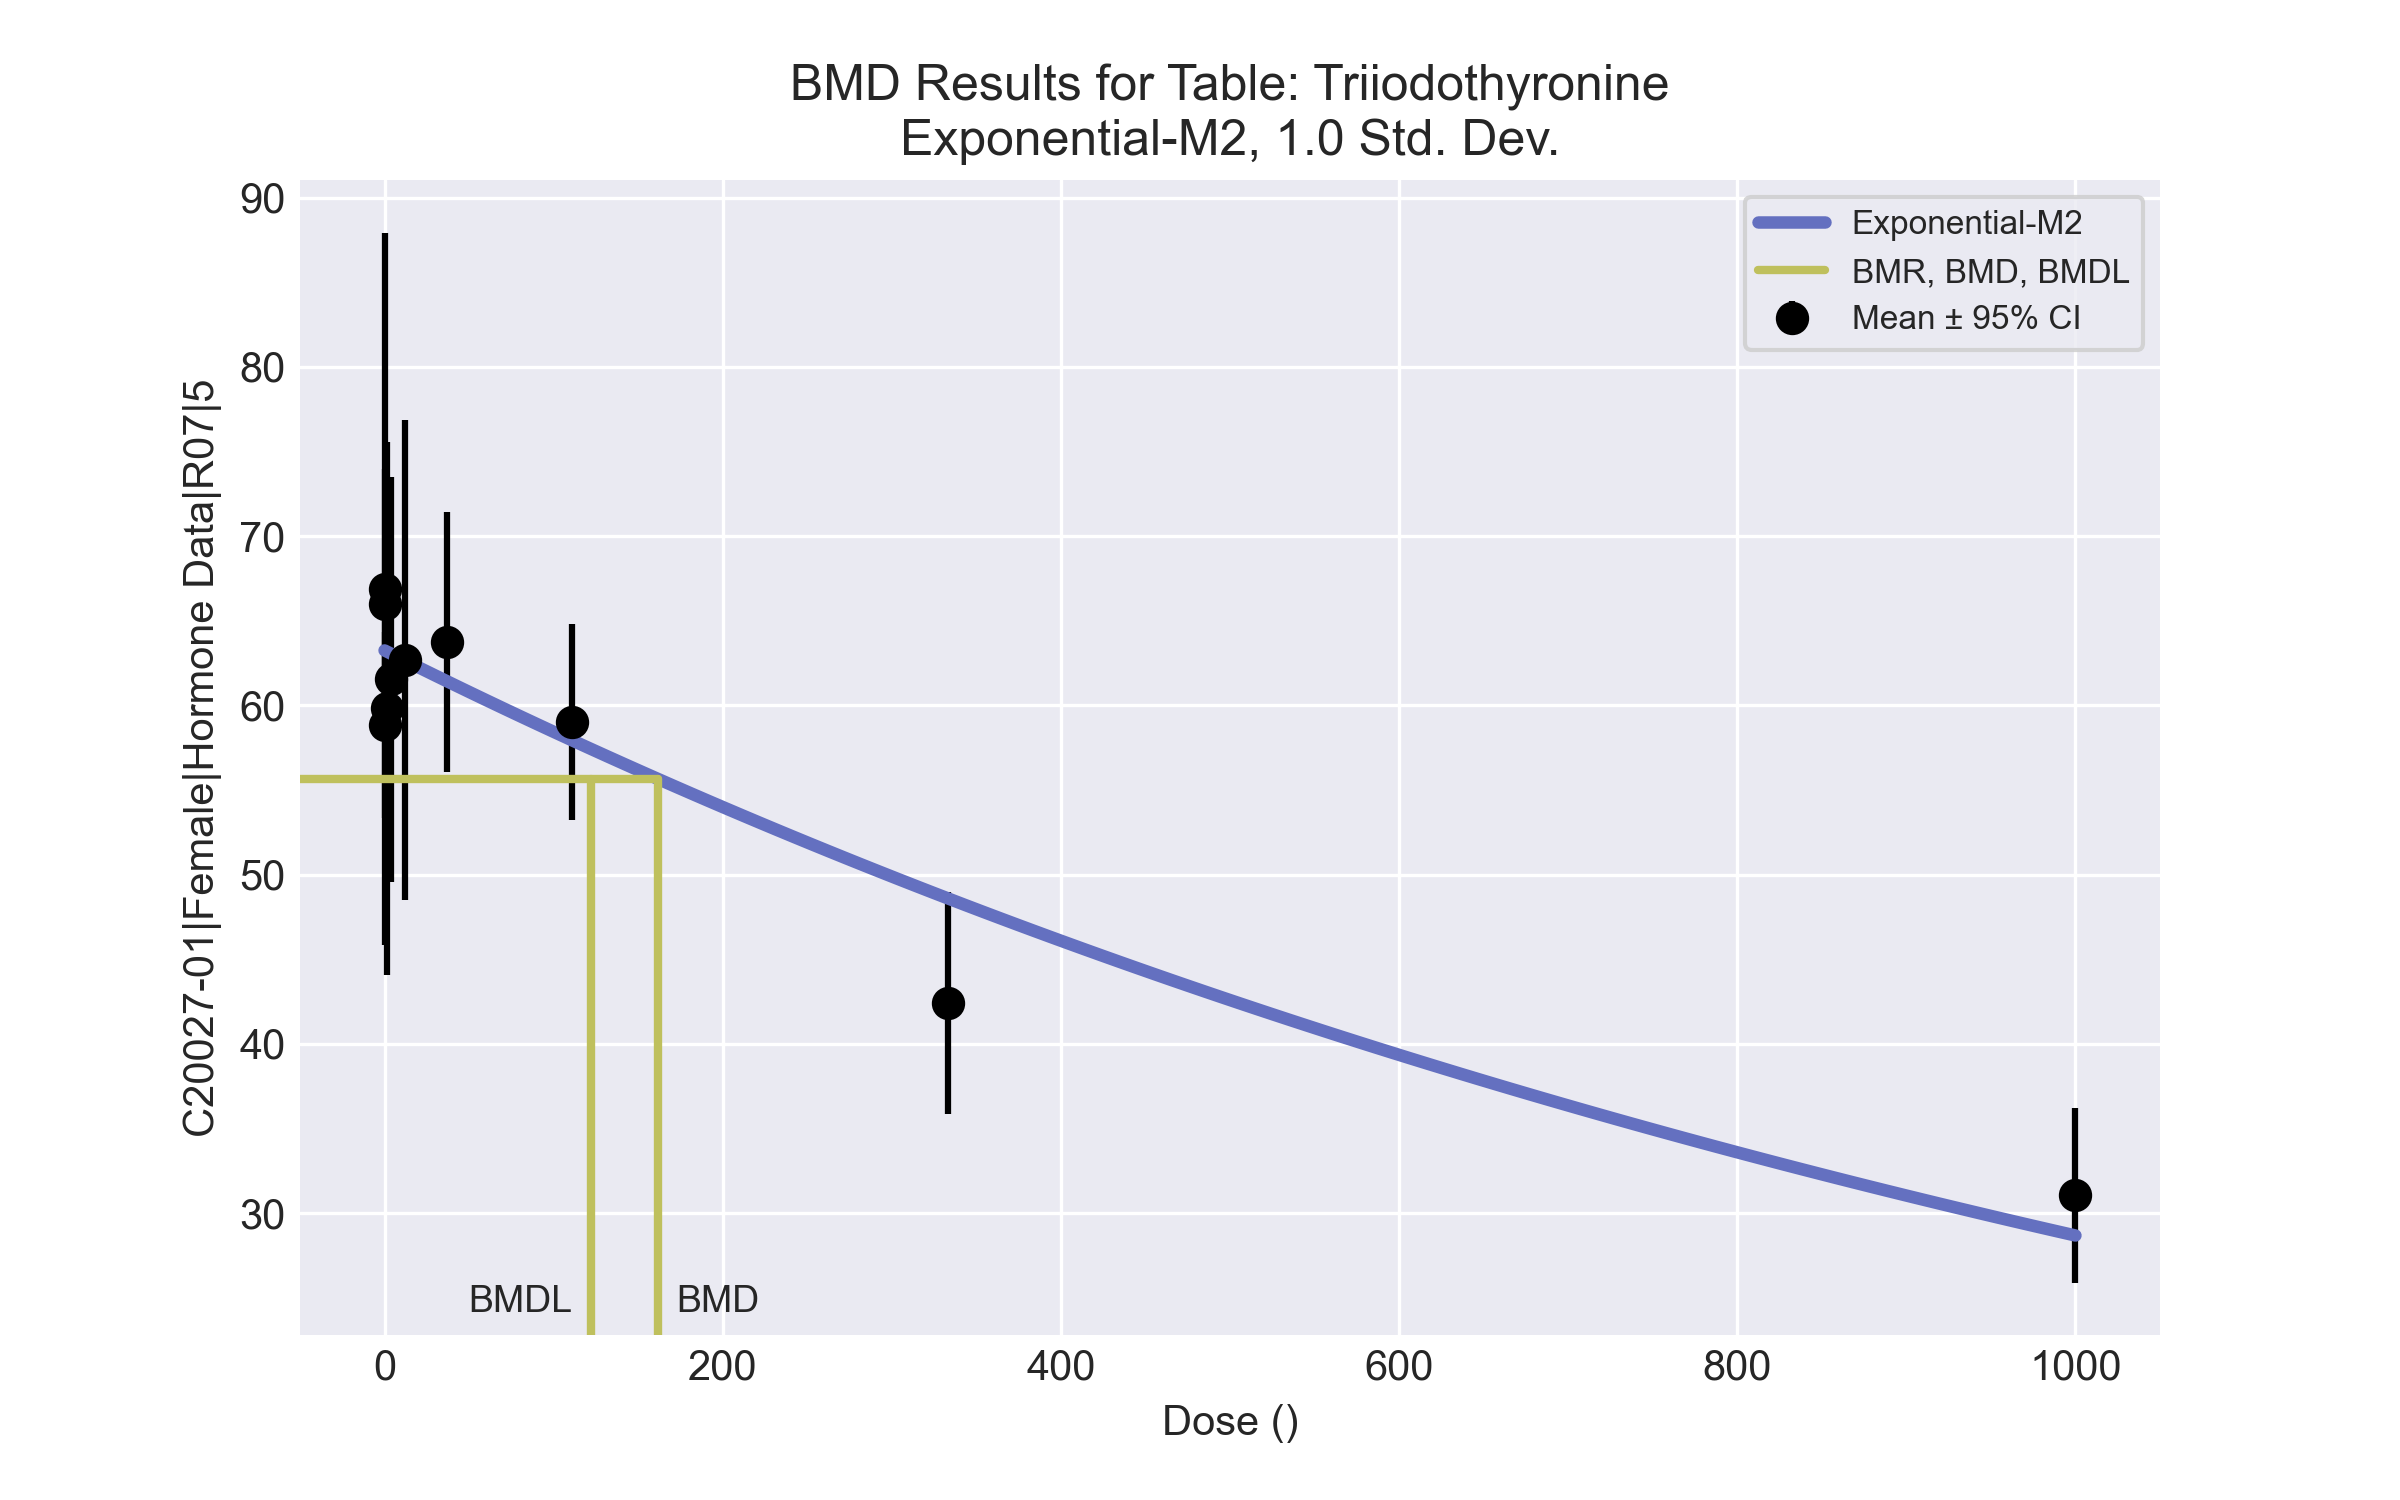 BMD Results for Table: Triiodothyronine
Exponential-M2, 1.0 Std. Dev.
Exponential-M2
BMR, BMD, BMDL
Mean ± 95% CI
C20027-01|Female|Hormone Data|R07|5
90
80
70
60
50
40
30
BMDL
BMD
0
200
400
600
800
1000
Dose ()